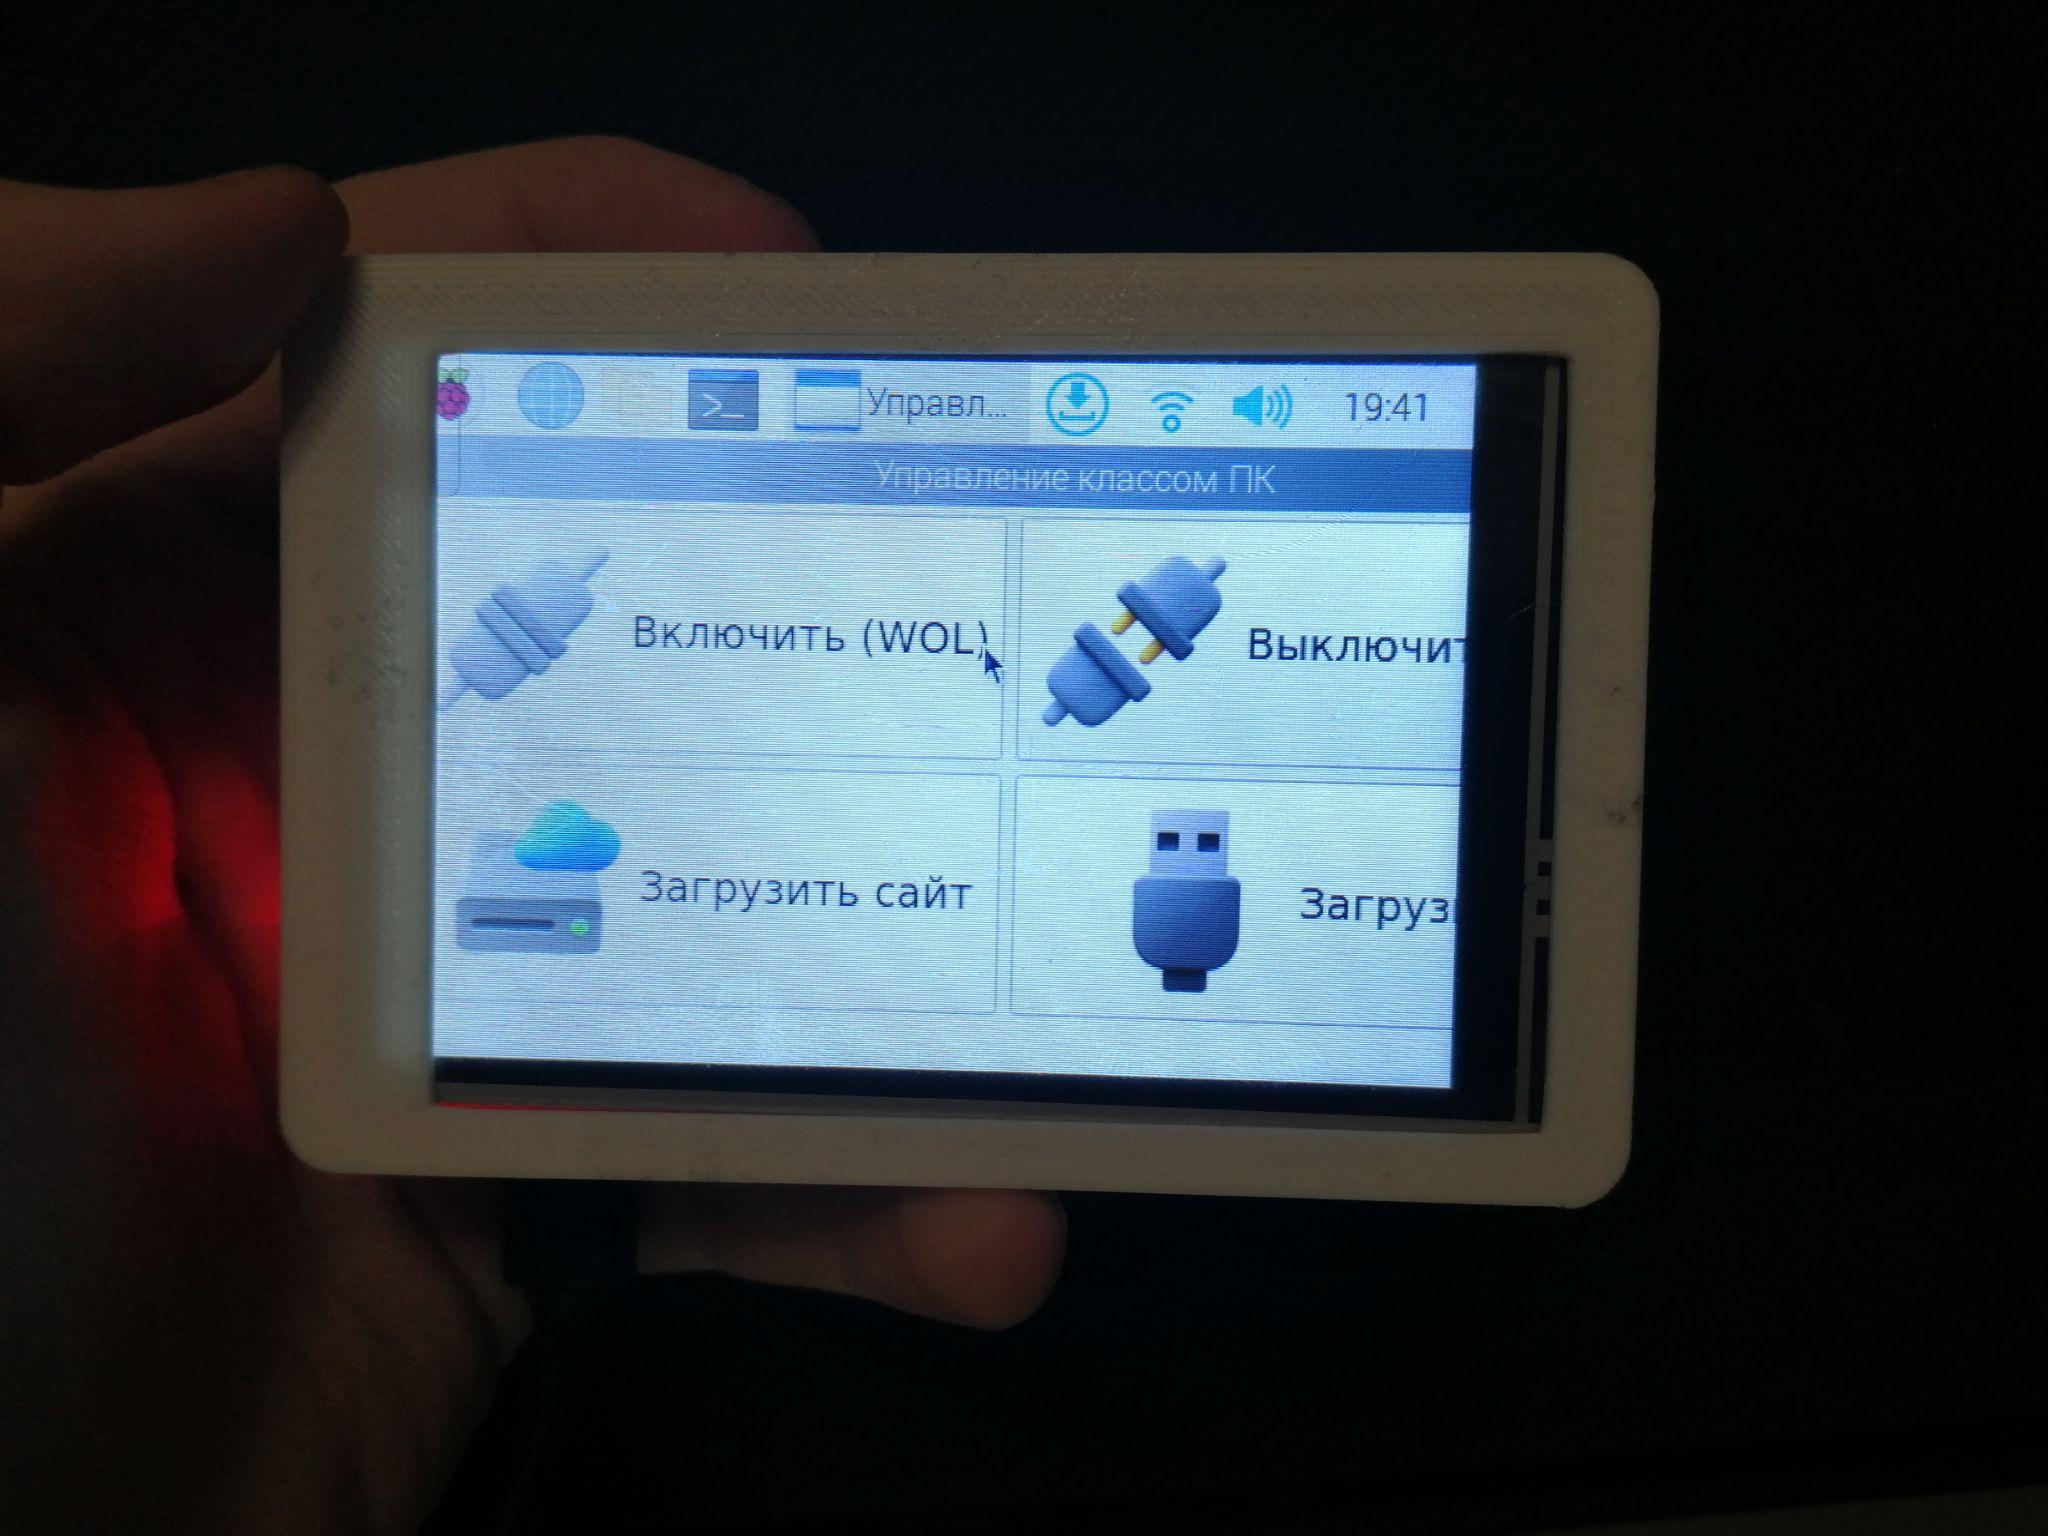 Управл... 19:41
Управление классом ПК
Включить (WOL)
Выключит
Загрузить сайт
Загруз